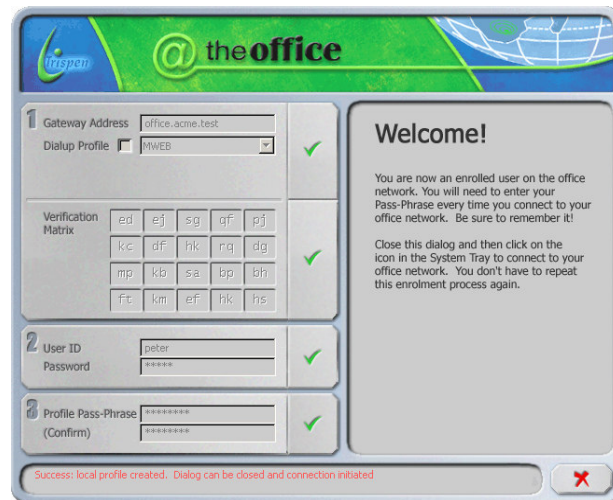 irispen
@ theoffice
1 Gateway Address office.acme.test
Dialup Profile MWEB
Verification Matrix
ed ej sg qf pj
kc df hk rq dg
mp kb sa bp bh
ft km ef hk hs
2 User ID peter
Password *****
3 Profile Pass-Phrase ********
(Confirm) ********
Welcome!
You are now an enrolled user on the office
network. You will need to enter your
Pass-Phrase every time you connect to your
office network. Be sure to remember it!
Close this dialog and then click on the
icon in the System Tray to connect to your
office network. You don't have to repeat
this enrolment process again.
Success: local profile created. Dialog can be closed and connection initiated